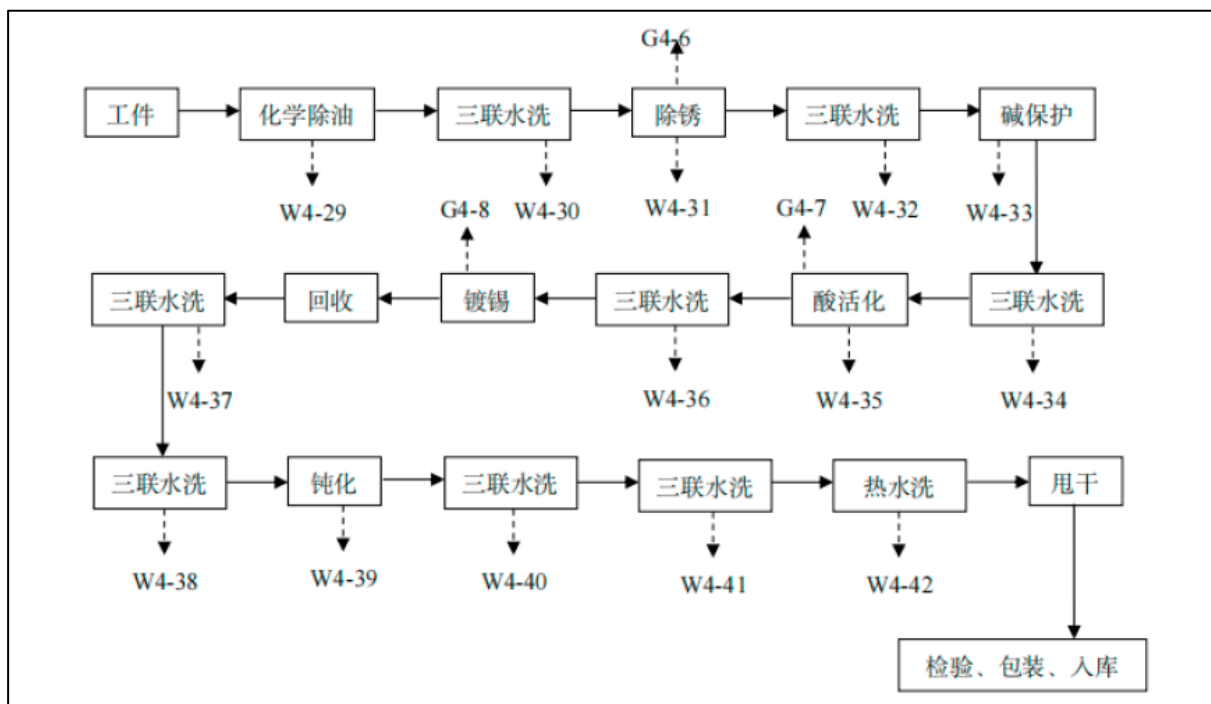 G4-6
工件
化学除油
三联水洗
除锈
三联水洗
碱保护
W4-29
G4-8
W4-30
W4-31
G4-7
W4-32
W4-33
三联水洗
回收
镀锡
三联水洗
酸活化
三联水洗
W4-37
W4-36
W4-35
W4-34
三联水洗
钝化
三联水洗
三联水洗
热水洗
甩干
W4-38
W4-39
W4-40
W4-41
W4-42
检验、包装、入库